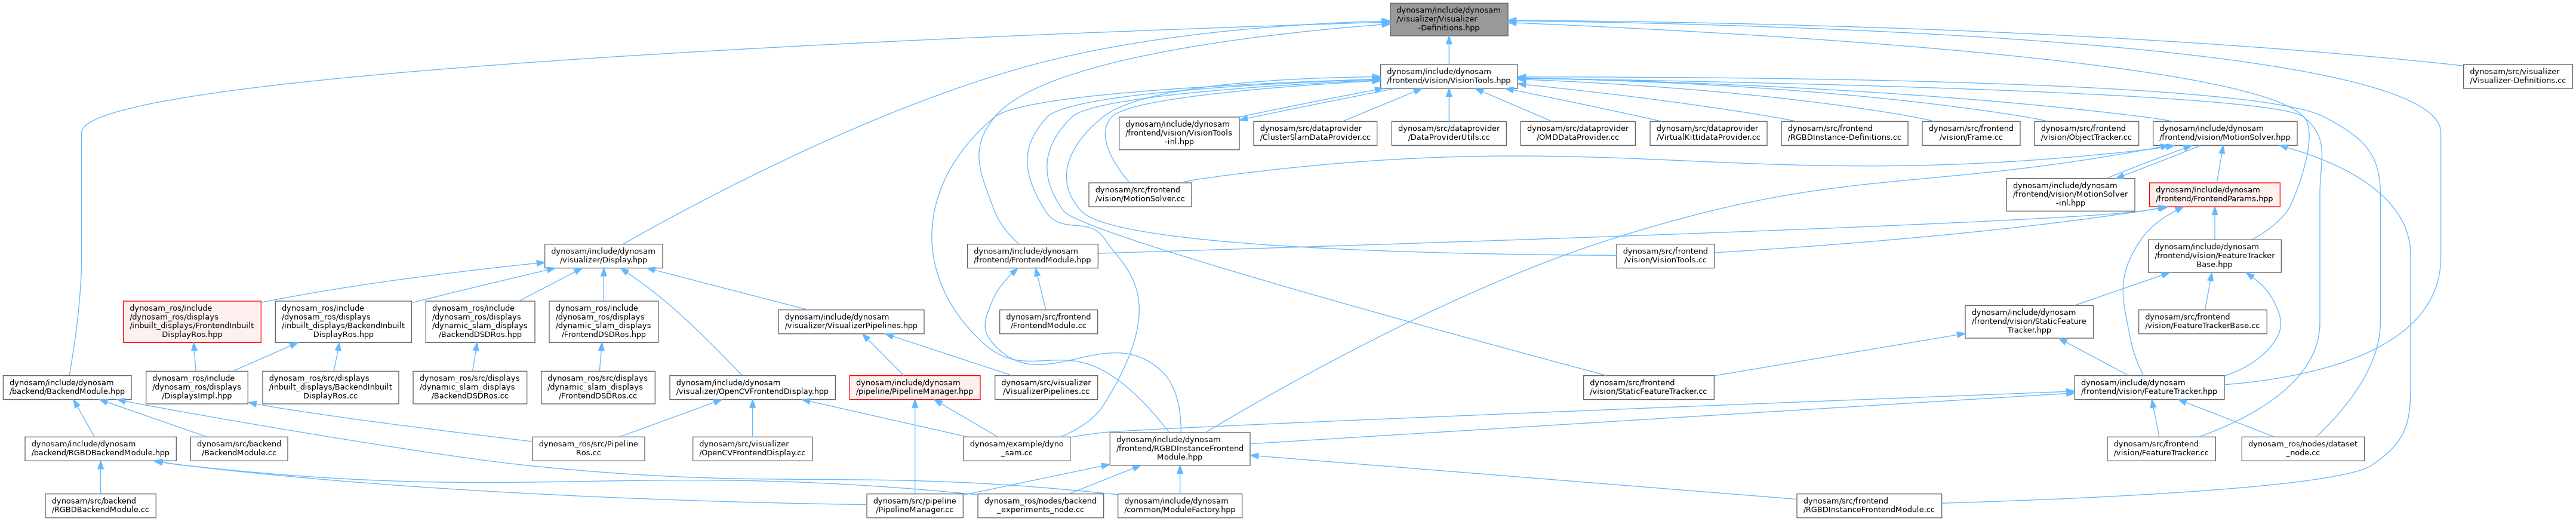 dynosam/include/dynosam
/visualizer/Visualizer
-Definitions.hpp
dynosam/include/dynosam
/frontend/vision/VisionTools.hpp
dynosam/src/visualizer
/Visualizer-Definitions.cc
dynosam/include/dynosam
/frontend/vision/VisionTools
-inl.hpp
dynosam/src/dataprovider
/ClusterSlamDataProvider.cc
dynosam/src/dataprovider
/DataProviderUtils.cc
dynosam/src/dataprovider
/OMDDataProvider.cc
dynosam/src/dataprovider
/VirtualKittidataProvider.cc
dynosam/src/frontend
/RGBDInstance-Definitions.cc
dynosam/src/frontend
/vision/Frame.cc
dynosam/src/frontend
/vision/ObjectTracker.cc
dynosam/include/dynosam
/frontend/vision/MotionSolver.hpp
dynosam/src/frontend
/vision/MotionSolver.cc
dynosam/include/dynosam
/frontend/vision/MotionSolver
-inl.hpp
dynosam/include/dynosam
/frontend/FrontendParams.hpp
dynosam/include/dynosam
/visualizer/Display.hpp
dynosam/include/dynosam
/frontend/FrontendModule.hpp
dynosam/src/frontend
/vision/VisionTools.cc
dynosam/include/dynosam
/frontend/vision/FeatureTracker
Base.hpp
dynosam_ros/include
/dynosam_ros/displays
/inbuilt_displays/FrontendInbuilt
DisplayRos.hpp
dynosam_ros/include
/dynosam_ros/displays
/inbuilt_displays/BackendInbuilt
DisplayRos.hpp
dynosam_ros/include
/dynosam_ros/displays
/dynamic_slam_displays
/BackendDSDRos.hpp
dynosam_ros/include
/dynosam_ros/displays
/dynamic_slam_displays
/FrontendDSDRos.hpp
dynosam/include/dynosam
/visualizer/VisualizerPipelines.hpp
dynosam/src/frontend
/FrontendModule.cc
dynosam/include/dynosam
/frontend/vision/StaticFeature
Tracker.hpp
dynosam/src/frontend
/vision/FeatureTrackerBase.cc
dynosam/include/dynosam
/backend/BackendModule.hpp
dynosam_ros/include
/dynosam_ros/displays
/DisplaysImpl.hpp
dynosam_ros/src/displays
/inbuilt_displays/BackendInbuilt
DisplayRos.cc
dynosam_ros/src/displays
/dynamic_slam_displays
/BackendDSDRos.cc
dynosam_ros/src/displays
/dynamic_slam_displays
/FrontendDSDRos.cc
dynosam/include/dynosam
/visualizer/OpenCVFrontendDisplay.hpp
dynosam/include/dynosam
/pipeline/PipelineManager.hpp
dynosam/src/visualizer
/VisualizerPipelines.cc
dynosam/src/frontend
/vision/StaticFeatureTracker.cc
dynosam/include/dynosam
/frontend/vision/FeatureTracker.hpp
dynosam/include/dynosam
/backend/RGBDBackendModule.hpp
dynosam/src/backend
/BackendModule.cc
dynosam_ros/src/Pipeline
Ros.cc
dynosam/src/visualizer
/OpenCVFrontendDisplay.cc
dynosam/example/dyno
_sam.cc
dynosam/include/dynosam
/frontend/RGBDInstanceFrontend
Module.hpp
dynosam/src/frontend
/vision/FeatureTracker.cc
dynosam_ros/nodes/dataset
_node.cc
dynosam/src/backend
/RGBDBackendModule.cc
dynosam/src/pipeline
/PipelineManager.cc
dynosam_ros/nodes/backend
_experiments_node.cc
dynosam/include/dynosam
/common/ModuleFactory.hpp
dynosam/src/frontend
/RGBDInstanceFrontendModule.cc